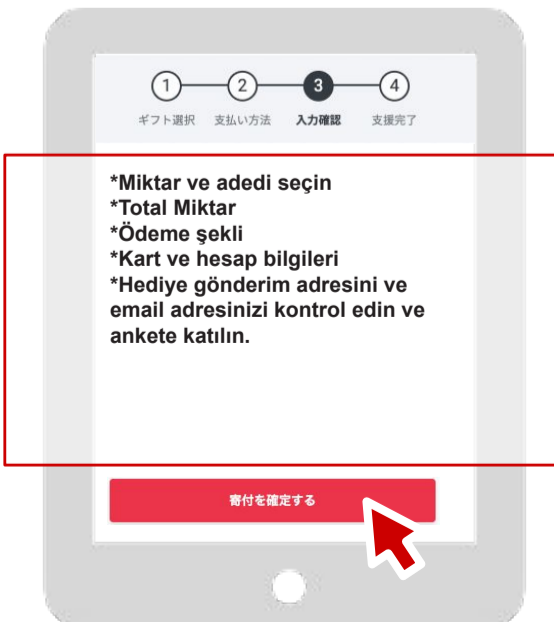 1 2 3 4
ギフト選択 支払い方法 入力確認 支援完了
*Miktar ve adedi seçin
*Total Miktar
*Ödeme şekli
*Kart ve hesap bilgileri
*Hediye gönderim adresini ve
email adresinizi kontrol edin ve
ankete katılın.
寄付を確定する